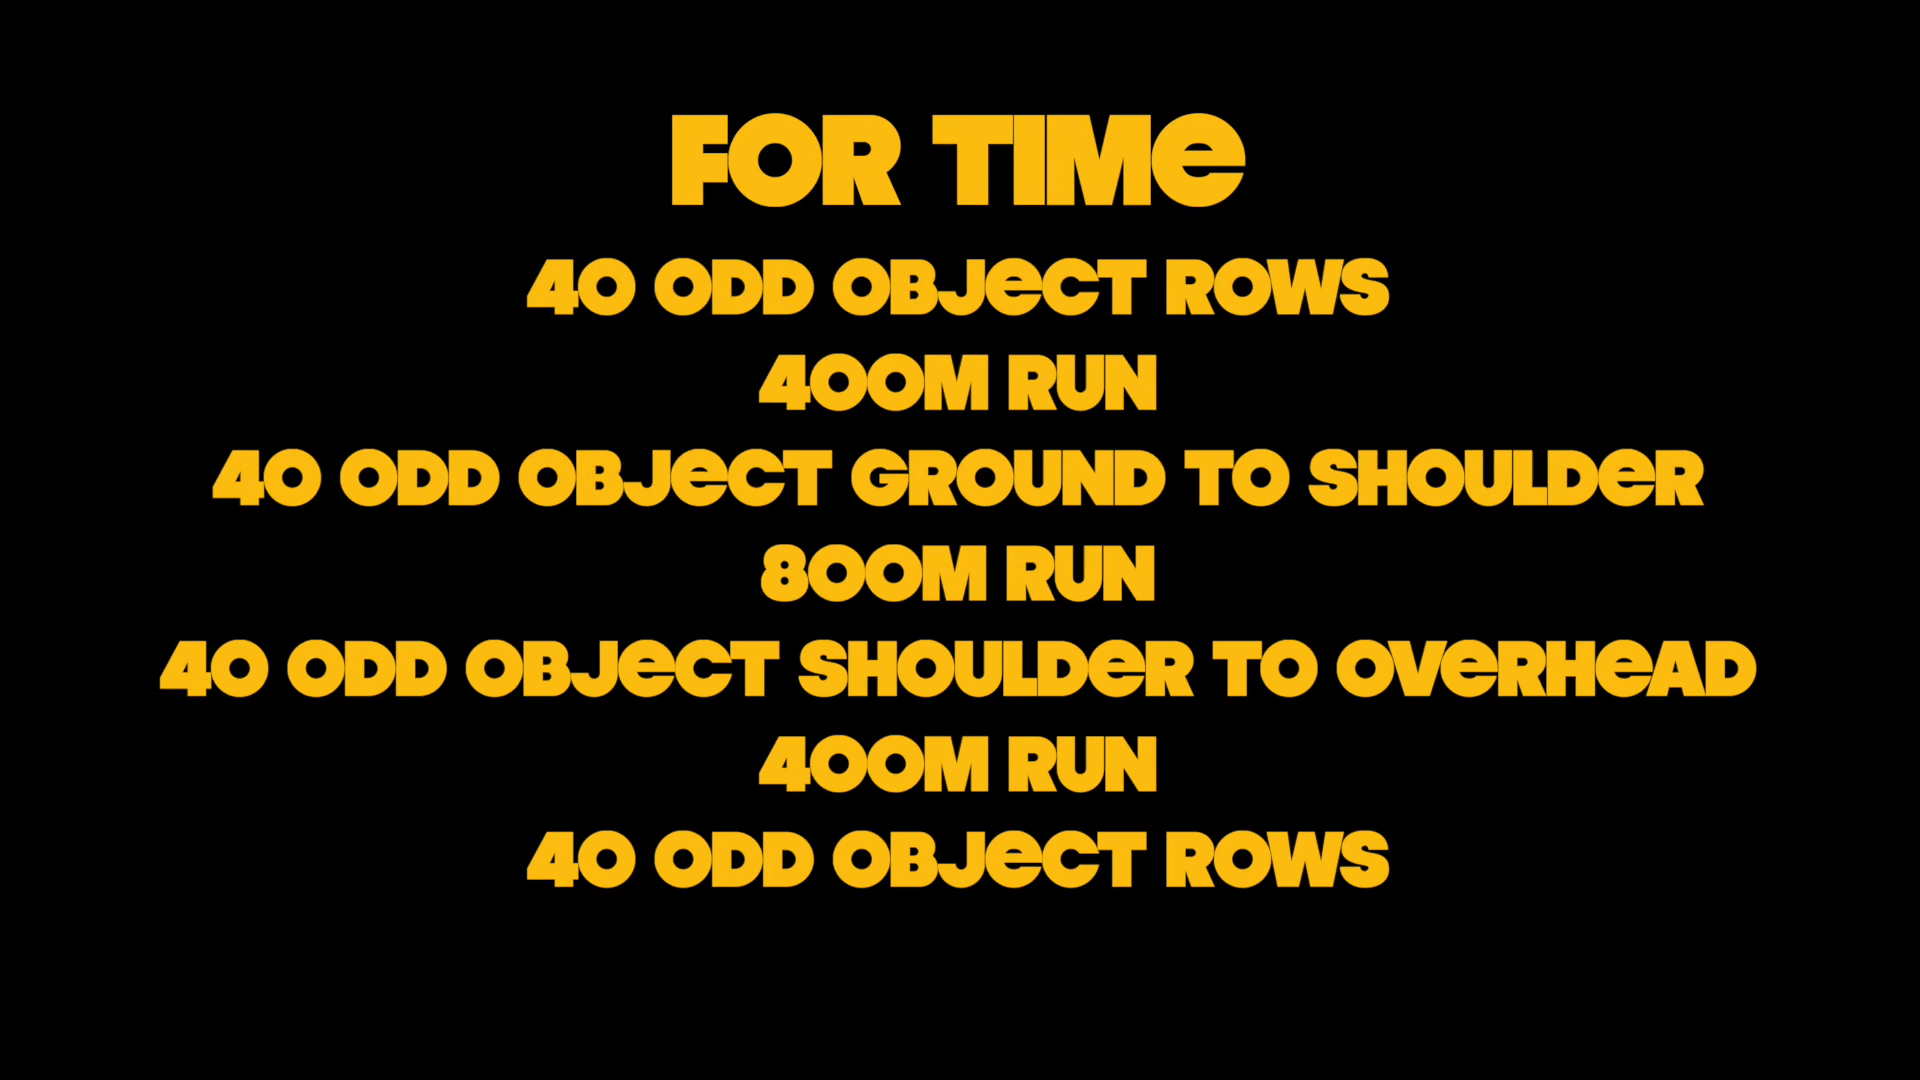 FOR TIME
40 ODD OBJECT ROWS
400M RUN
40 ODD OBJECT GROUND TO SHOULDER
800M RUN
40 ODD OBJECT SHOULDER TO OVERHEAD
400M RUN
40 ODD OBJECT ROWS